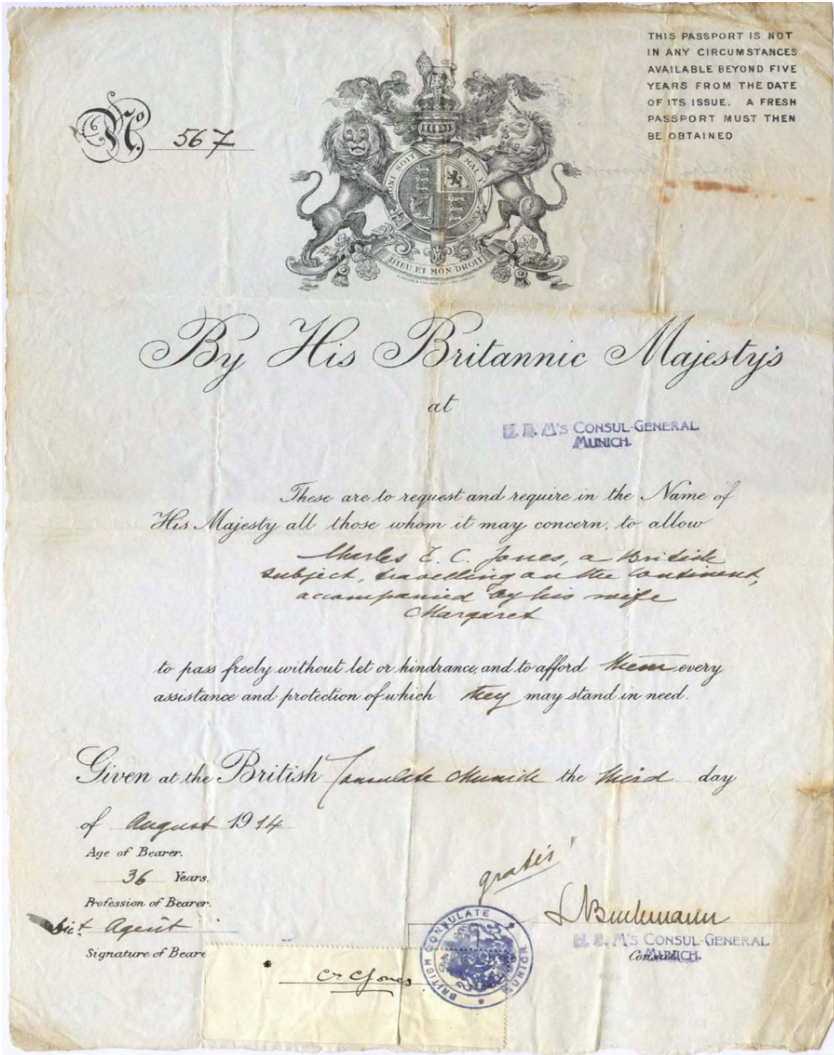 THIS PASSPORT IS NOT
IN ANY CIRCUMSTANCES
AVAILABLE BEYOND FIVE
YEARS FROM THE DATE
OF ITS ISSUE. A FRESH
PASSPORT MUST THEN
BE OBTAINED
No 567
SOIT MAL
DIEU ET MON DROIT
By His Britannic Majesty's
at
H. B. M's CONSUL-GENERAL
MUNICH.
These are to request and require in the Name of
His Majesty all those whom it may concern, to allow
Charles E. C. Jones, a British
subject, travelling on the Continent,
accompanied by his wife
Margaret
to pass freely without let or hindrance, and to afford them every
assistance and protection of which they may stand in need.
Given at the British Consulate Munich the third day
of August 1914
Age of Bearer.
36 Years.
Profession of Bearer.
Agent
Signature of Beare
C Jones
gratis
BRITISH CONSULATE MUNICH
H. B. M's CONSUL-GENERAL
MUNICH.